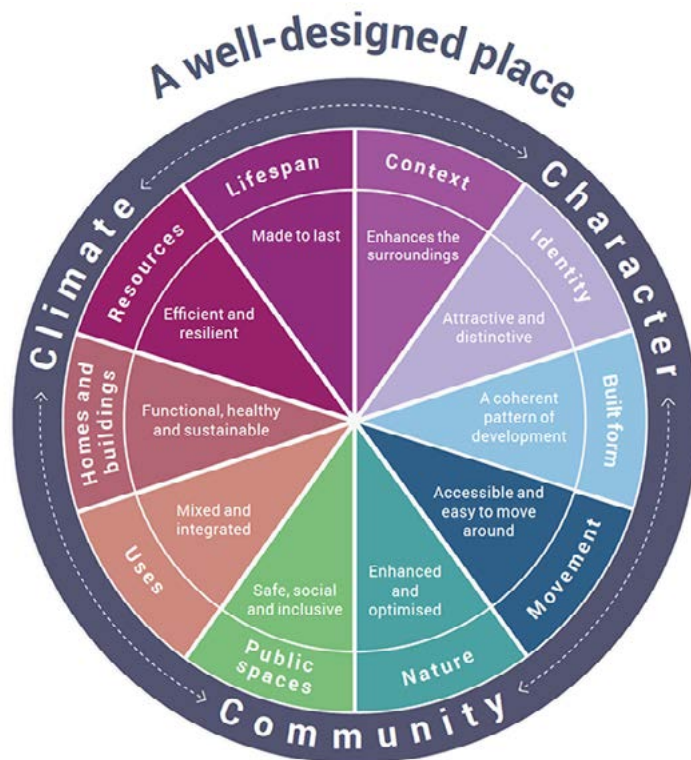 A well-designed place
Climate
Character
Community
Context
Enhances the
surroundings
Identity
Attractive and
distinctive
Built form
A coherent
pattern of
development
Movement
Accessible and
easy to move
around
Nature
Enhanced
and
optimised
Public
spaces
Safe, social
and inclusive
Uses
Mixed and
integrated
Homes and
buildings
Functional, healthy
and sustainable
Resources
Efficient and
resilient
Lifespan
Made to last